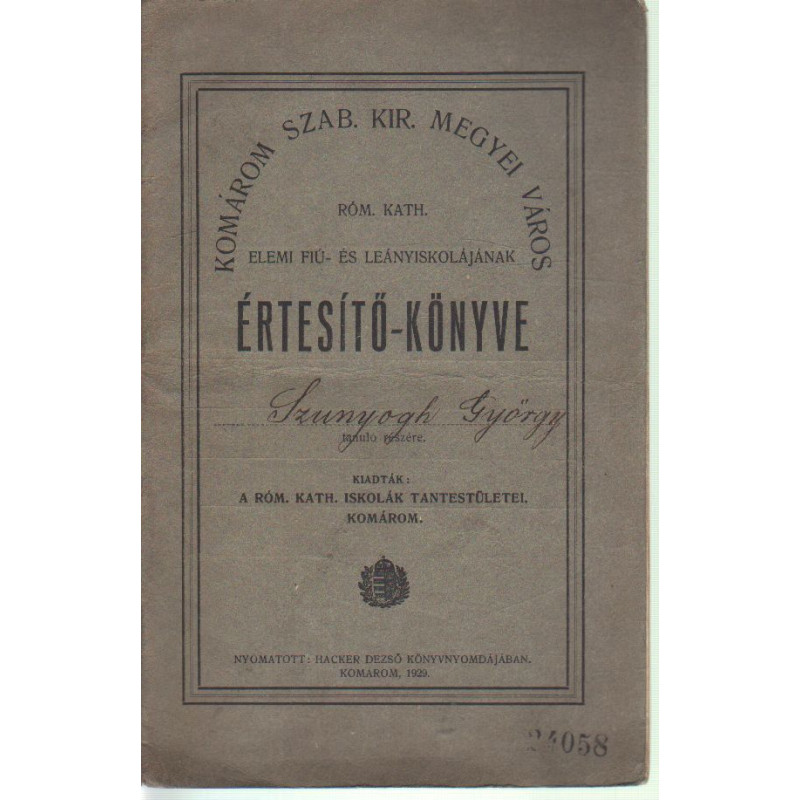 KOMÁROM SZAB. KIR. MEGYEI VÁROS
RÓM. KATH.
ELEMI FIÚ- ÉS LEÁNYISKOLÁJÁNAK
ÉRTESÍTŐ-KÖNYVE
Szunyogh György
tanuló részére.
KIADTÁK:
A RÓM. KATH. ISKOLÁK TANTESTÜLETEI.
KOMÁROM.
NYOMATOTT: HACKER DEZSŐ KÖNYVNYOMDÁJÁBAN.
KOMÁROM, 1929.
24058